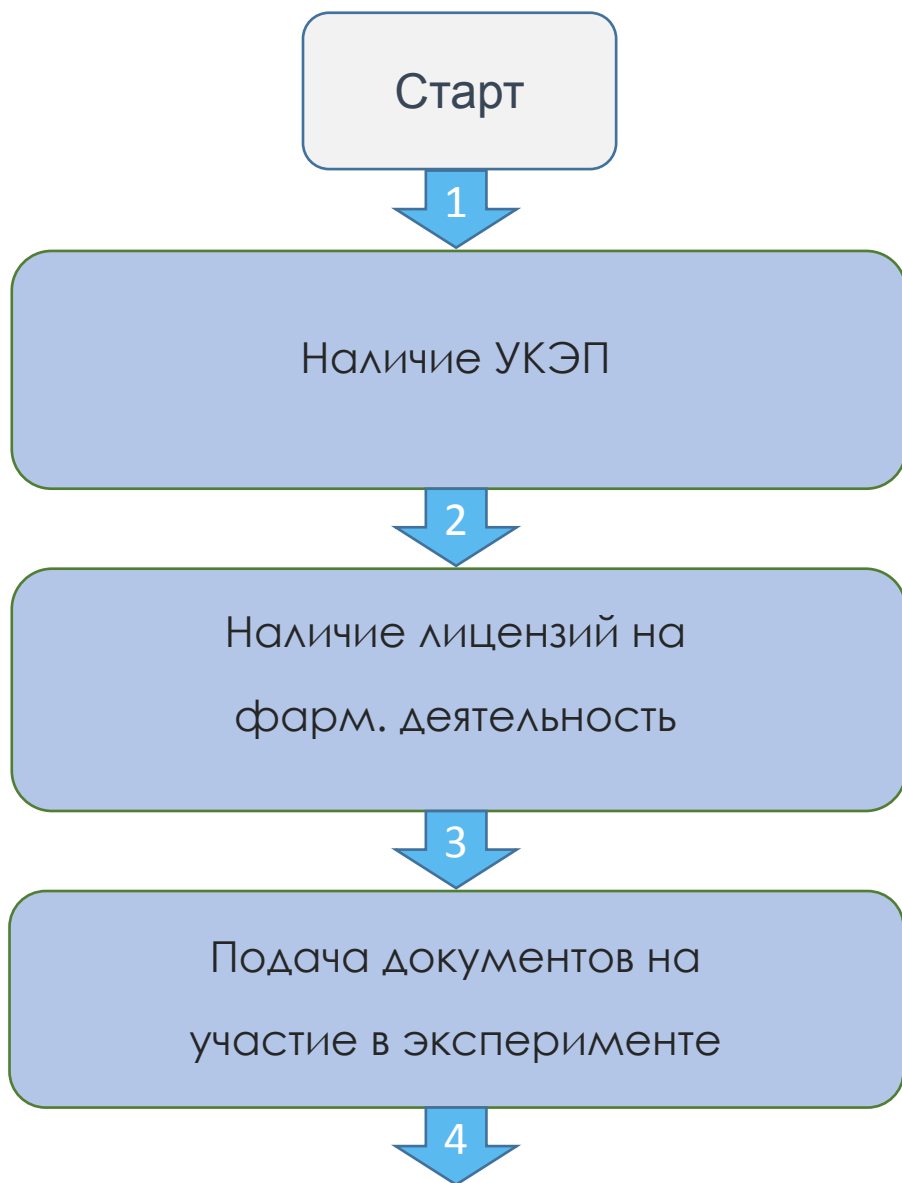 Старт
1
Наличие УКЭП
2
Наличие лицензий на
фарм. деятельность
3
Подача документов на
участие в эксперименте
4